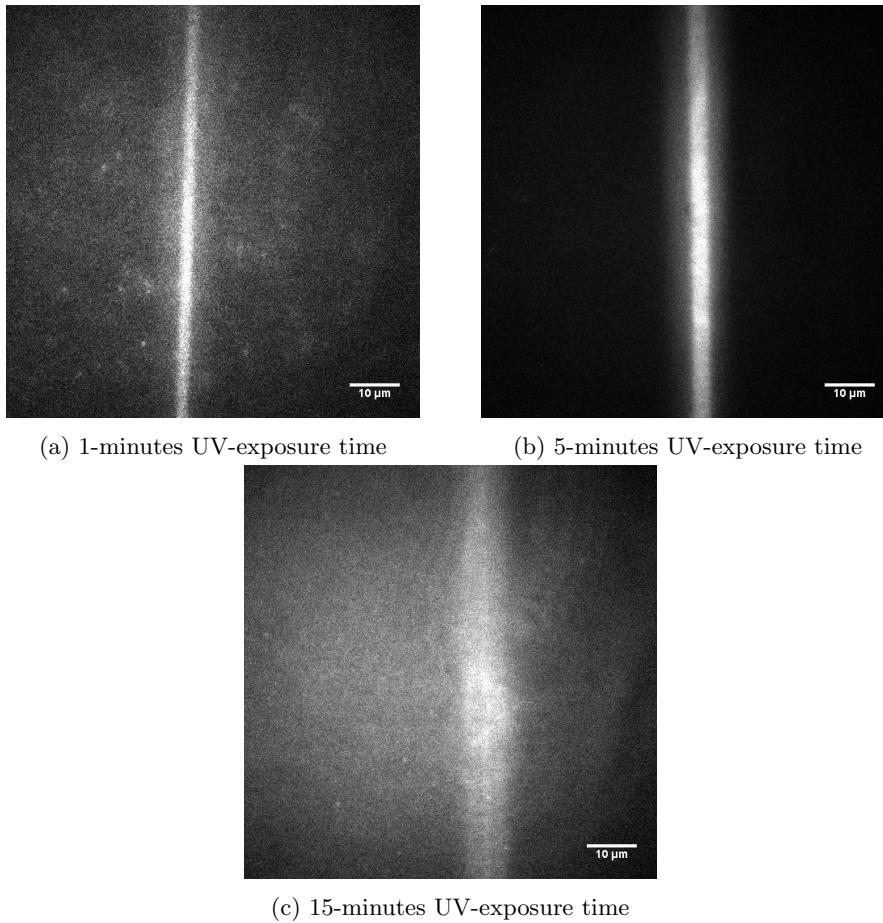 10 µm
10 µm
(a) 1-minutes UV-exposure time
(b) 5-minutes UV-exposure time
10 µm
(c) 15-minutes UV-exposure time